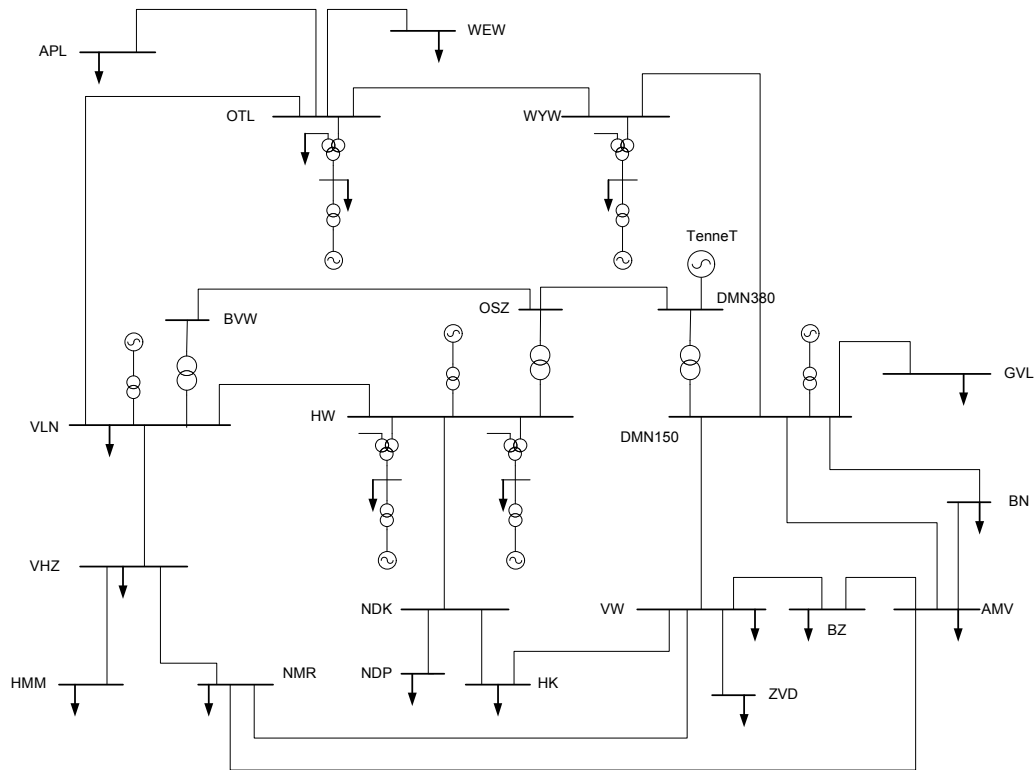 WEW
APL
OTL
WYW
TenneT
DMN380
OSZ
BVW
GVL
VLN
HW
DMN150
BN
VHZ
NDK
VW
AMV
BZ
NMR
NDP
HK
HMM
ZVD